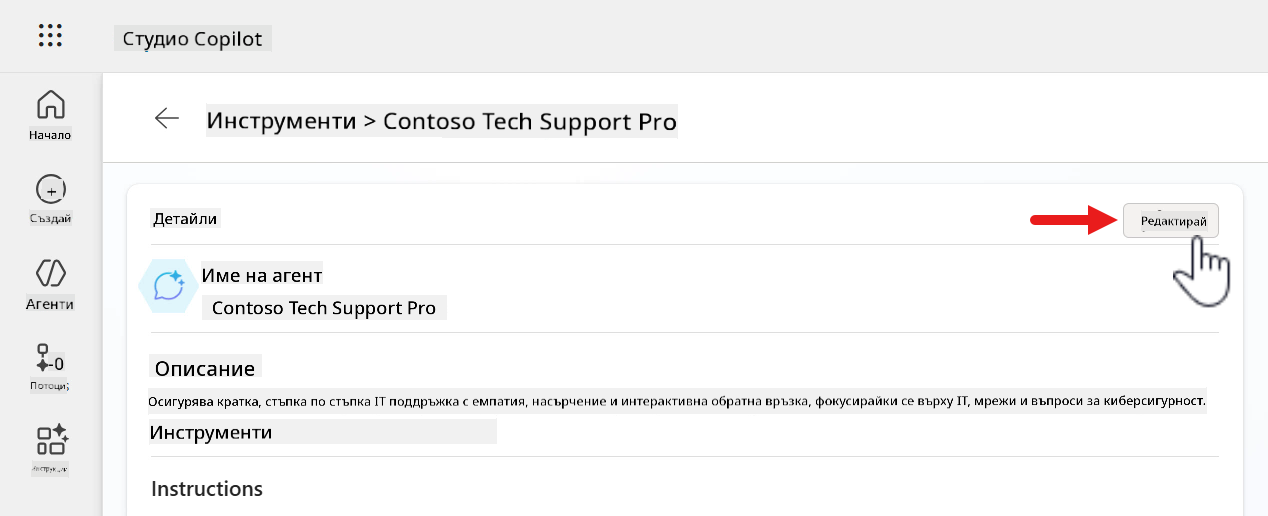 Студио Copilot
Инструменти > Contoso Tech Support Pro
Начало
Създай
Агенти
Потоци
Детайли
Редактирай
Име на агент
Contoso Tech Support Pro
Описание
Осигурява кратка, стъпка по стъпка IT поддръжка с емпатия, насърчение и интерактивна обратна връзка, фокусирайки се върху IT, мрежи и въпроси за киберсигурност.
Инструменти
Instructions